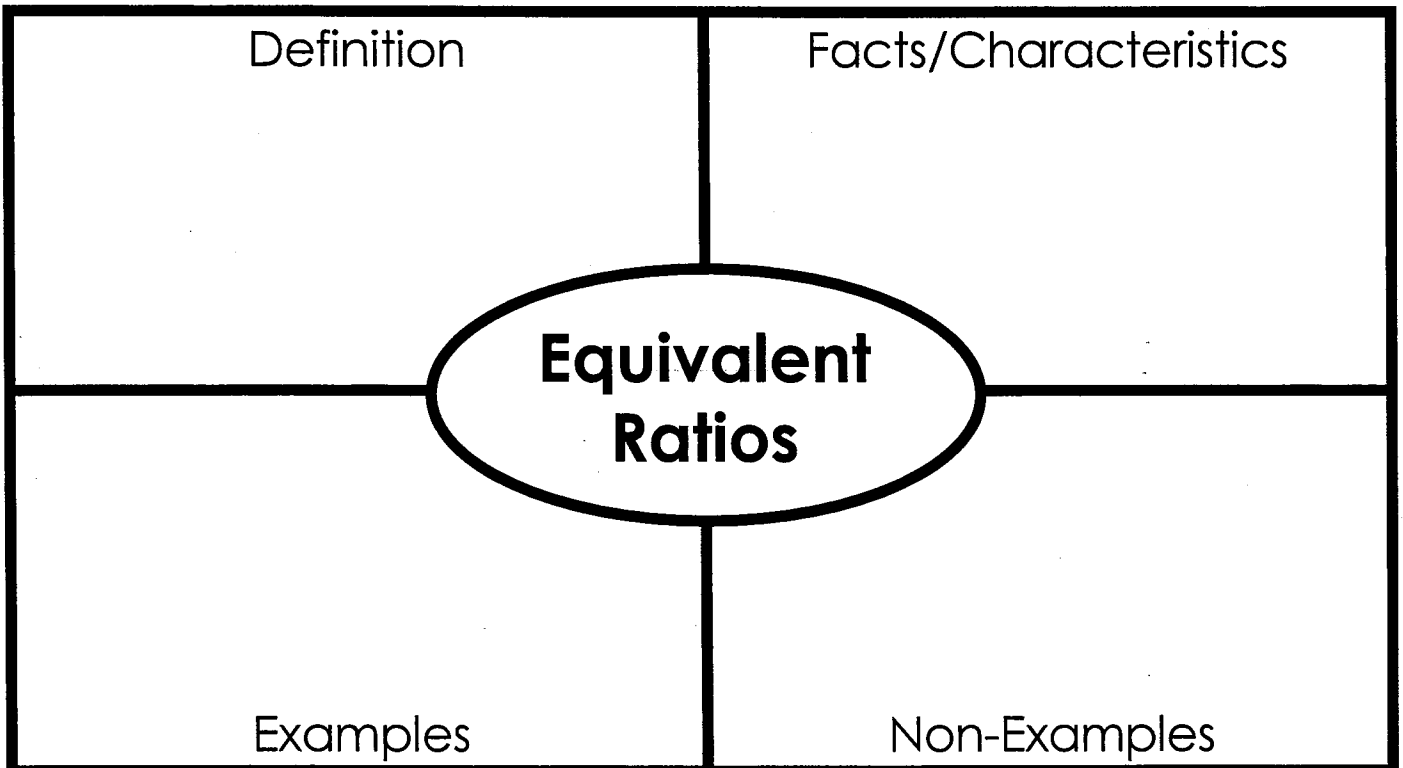 Definition
Facts/Characteristics
Equivalent
Ratios
Examples
Non-Examples